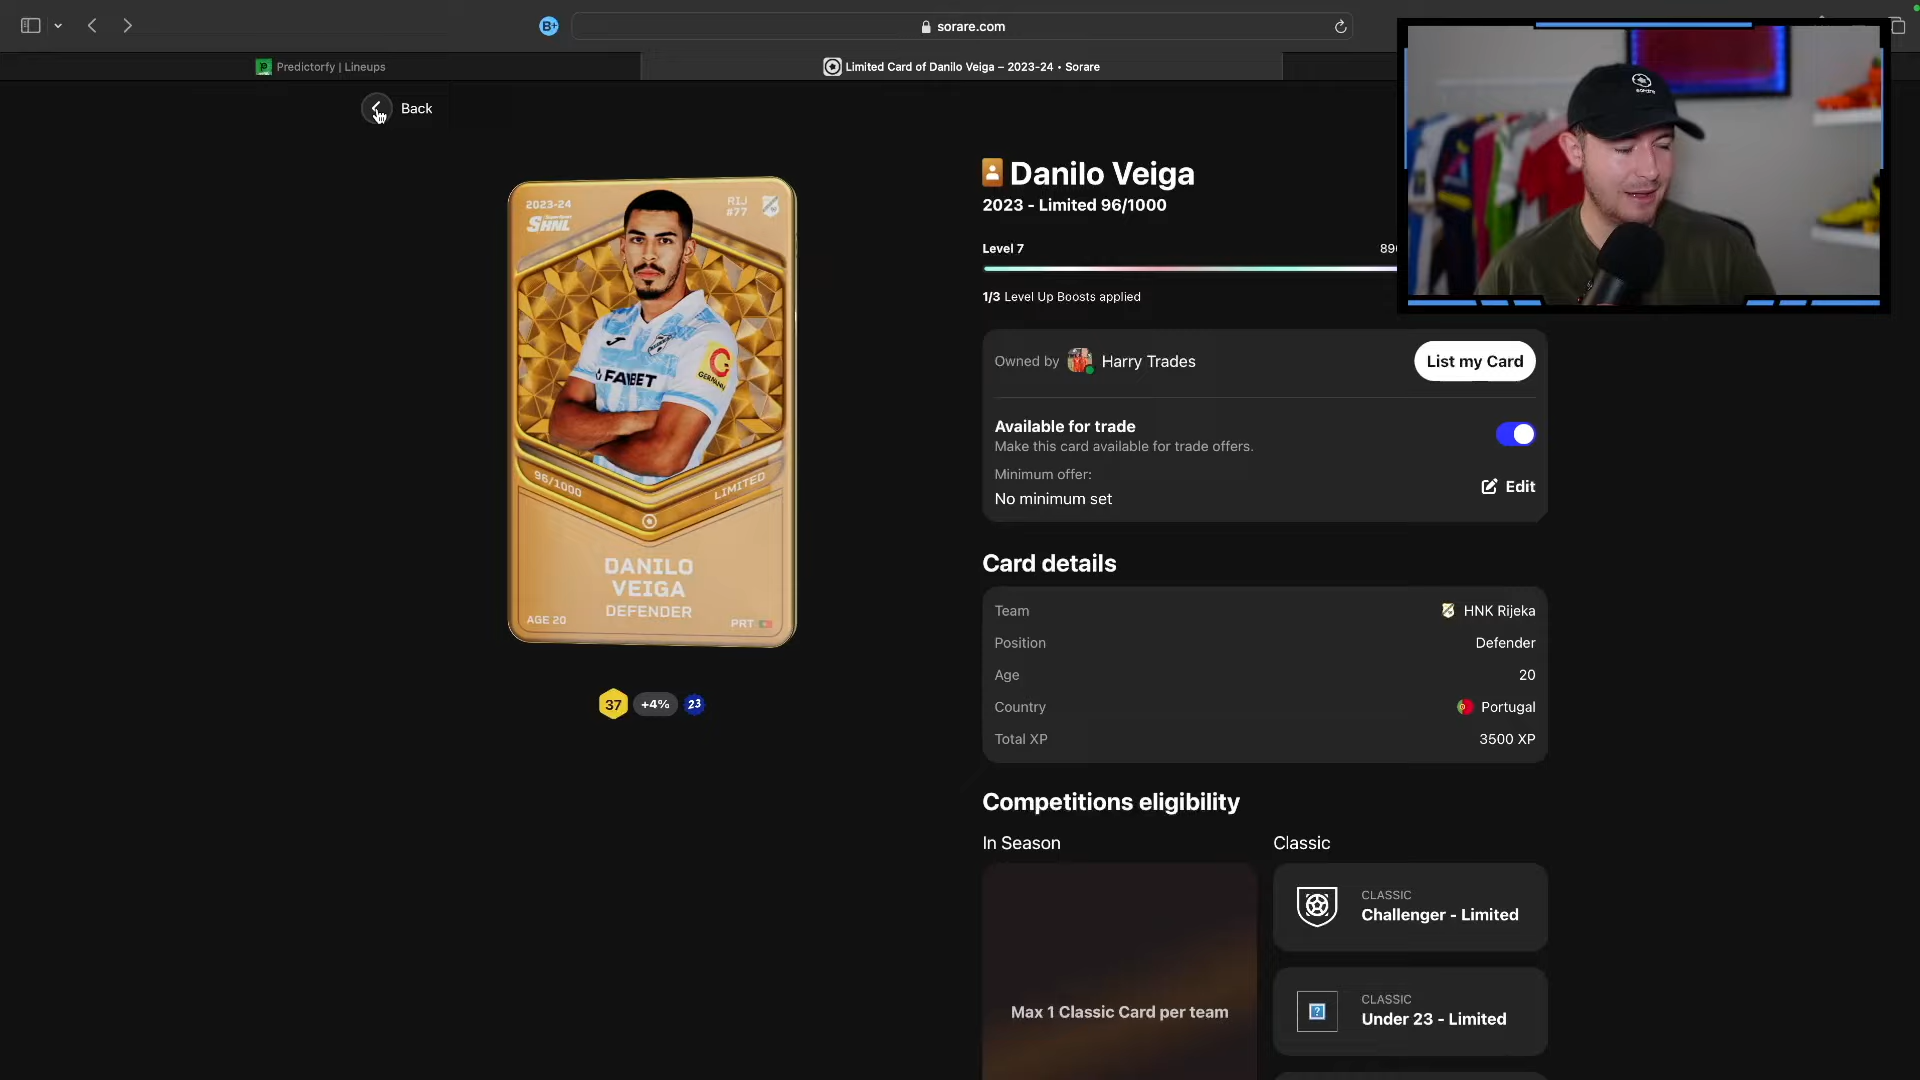 sorare.com
Predictorfy | Lineups
Limited Card of Danilo Veiga – 2023-24 • Sorare
Back
2023-24
SHNL
RIJ
#77
FAVBET
GERMANIA
96/1000
LIMITED
DANILO
VEIGA
DEFENDER
AGE 20
PRT
37
+4%
23
Danilo Veiga
2023 - Limited 96/1000
Level 7
1/3 Level Up Boosts applied
Owned by Harry Trades
List my Card
Available for trade
Make this card available for trade offers.
Minimum offer:
No minimum set
Edit
Card details
Team HNK Rijeka
Position Defender
Age 20
Country Portugal
Total XP 3500 XP
Competitions eligibility
In Season
Classic
Max 1 Classic Card per team
CLASSIC
Challenger - Limited
CLASSIC
Under 23 - Limited